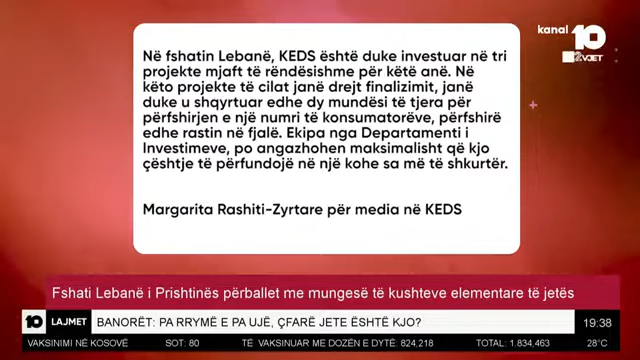 kanal 10
2 VJET
Në fshatin Lebanë, KEDS është duke investuar në tri
projekte mjaft të rëndësishme për këtë anë. Në
këto projekte të cilat janë drejt finalizimit, janë
duke u shqyrtuar edhe dy mundësi të tjera për
përfshirjen e një numri të konsumatorëve, përfshirë
edhe rastin në fjalë. Ekipa nga Departamenti i
Investimeve, po angazhohen maksimalisht që kjo
çështje të përfundojë në një kohe sa më të shkurtër.
Margarita Rashiti-Zyrtare për media në KEDS
Fshati Lebanë i Prishtinës përballet me mungesë të kushteve elementare të jetës
10 LAJMET BANORËT: PA RRYMË E PA UJË, ÇFARË JETE ËSHTË KJO? 19:38
VAKSINIMI NË KOSOVË SOT: 80 TË VAKSINUAR ME DOZËN E DYTË: 824,218 TOTAL: 1.834,463 28°C